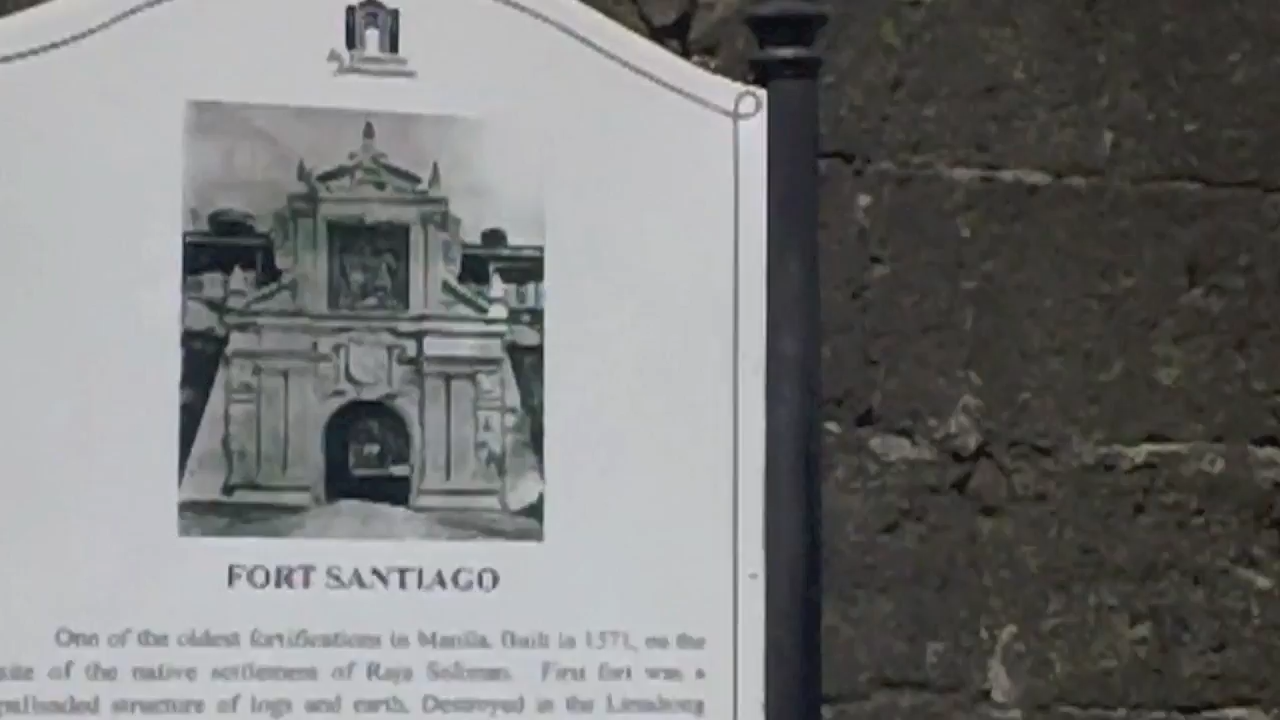 FORT SANTIAGO
One of the oldest fortifications in Manila. Built in 1571, on the
site of the native settlement of Raja Soliman. First fort was a
palisaded structure of logs and earth. Destroyed in the Limahong